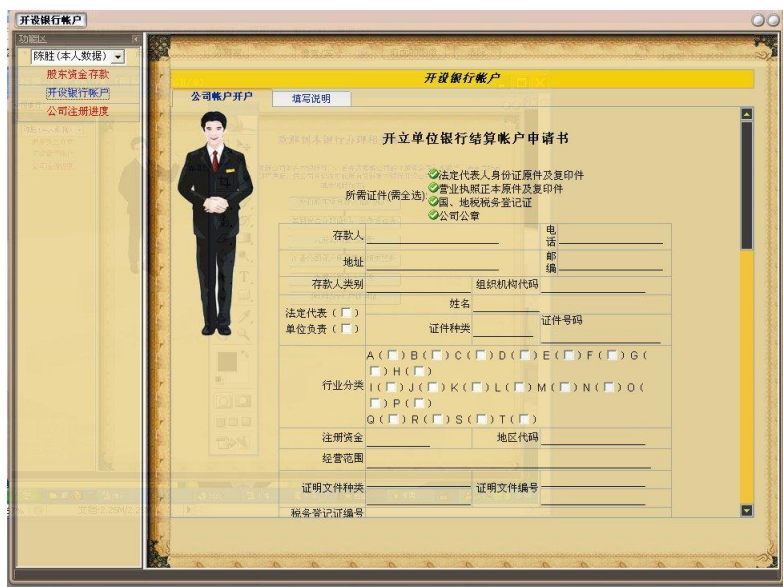 开设银行帐户
功能区
陈胜(本人数据)
股东资金存款
开设银行帐户
公司注册进度
开设银行帐户
公司帐户开户 填写说明
开立单位银行结算帐户申请书
所需证件(需全选):
法定代表人身份证原件及复印件
营业执照正本原件及复印件
国、地税税务登记证
公司公章
存款人 电话
地址 邮编
存款人类别 组织机构代码
法定代表( ) 姓名
单位负责( ) 证件种类 证件号码
行业分类
A( )B( )C( )D( )E( )F( )G(
)H( )
I( )J( )K( )L( )M( )N( )O(
)P( )
Q( )R( )S( )T( )
注册资金 地区代码
经营范围
证明文件种类 证明文件编号
税务登记证编号